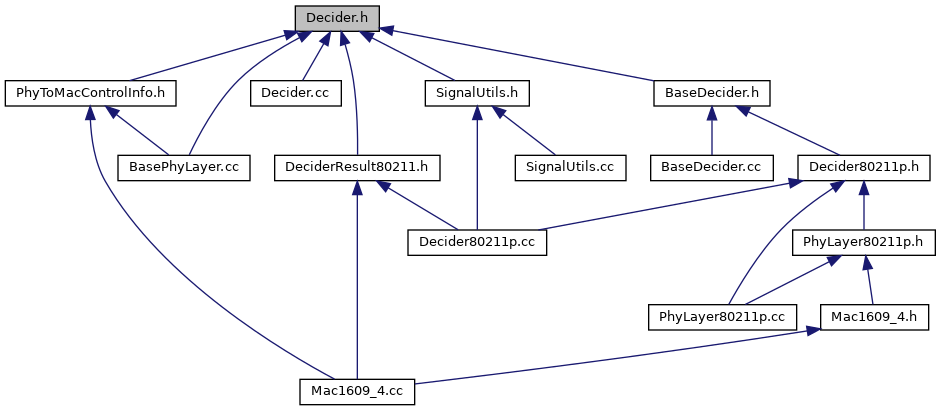 Decider.h
PhyToMacControlInfo.h
Decider.cc
SignalUtils.h
BaseDecider.h
BasePhyLayer.cc
DeciderResult80211.h
SignalUtils.cc
BaseDecider.cc
Decider80211p.h
Decider80211p.cc
PhyLayer80211p.h
PhyLayer80211p.cc
Mac1609_4.h
Mac1609_4.cc